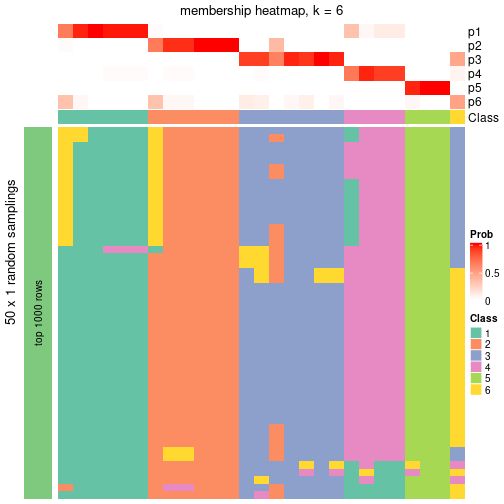 membership heatmap, k = 6
p1
p2
p3
p4
p5
p6
Class
50 x 1 random samplings
top 1000 rows
Prob
1
0.5
0
Class
1
2
3
4
5
6